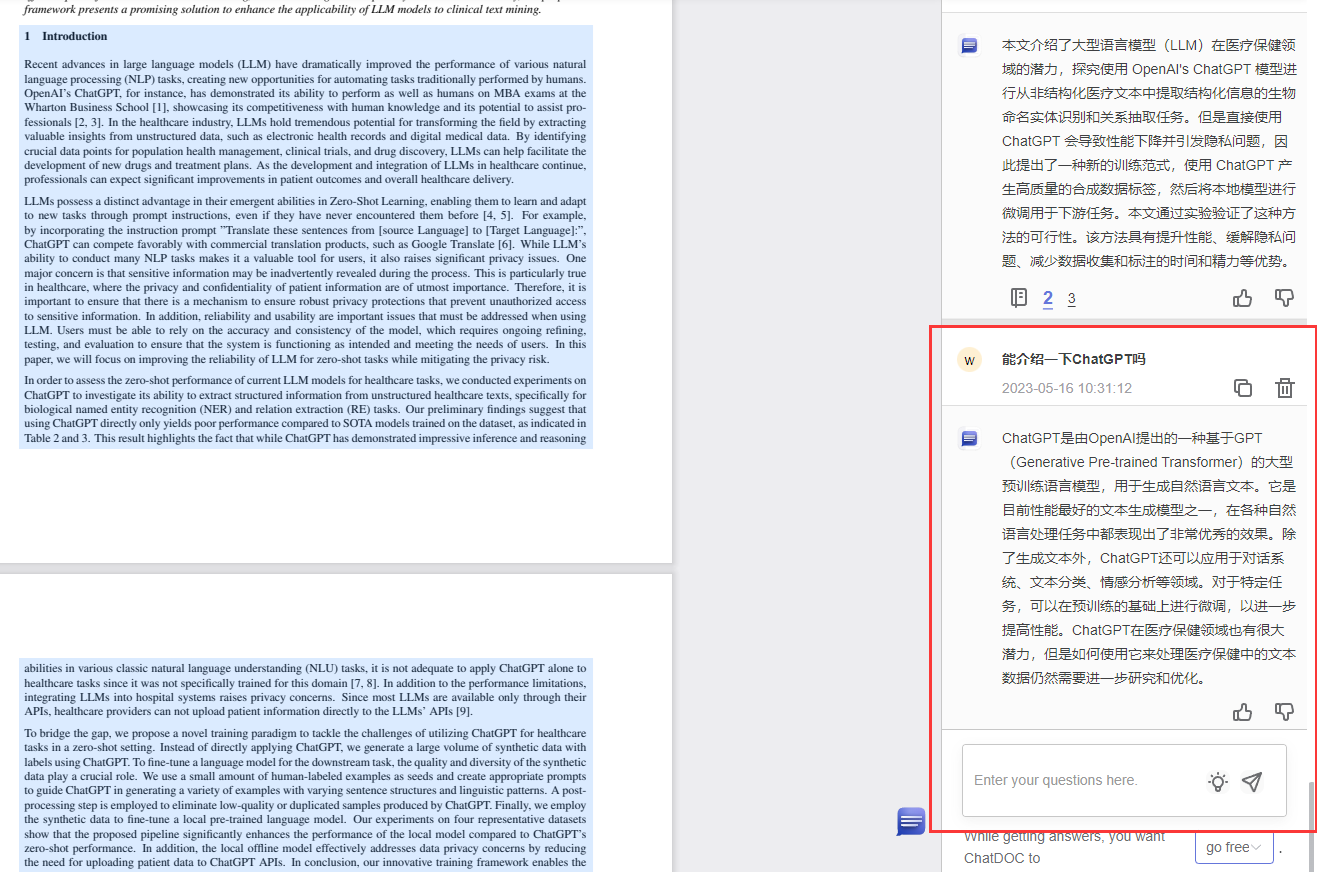 framework presents a promising solution to enhance the applicability of LLM models to clinical text mining.
1 Introduction
Recent advances in large language models (LLM) have dramatically improved the performance of various natural
language processing (NLP) tasks, creating new opportunities for automating tasks traditionally performed by humans.
OpenAI's ChatGPT, for instance, has demonstrated its ability to perform as well as humans on MBA exams at the
Wharton Business School [1], showcasing its competitiveness with human knowledge and its potential to assist pro-
fessionals [2, 3]. In the healthcare industry, LLMs hold tremendous potential for transforming the field by extracting
valuable insights from unstructured data, such as electronic health records and digital medical data. By identifying
crucial data points for population health management, clinical trials, and drug discovery, LLMs can help facilitate the
development of new drugs and treatment plans. As the development and integration of LLMs in healthcare continue,
professionals can expect significant improvements in patient outcomes and overall healthcare delivery.
LLMs possess a distinct advantage in their emergent abilities in Zero-Shot Learning, enabling them to learn and adapt
to new tasks through prompt instructions, even if they have never encountered them before [4, 5]. For example,
by incorporating the instruction prompt ”Translate these sentences from [source Language] to [Target Language]:”,
ChatGPT can compete favorably with commercial translation products, such as Google Translate [6]. While LLM's
ability to conduct many NLP tasks makes it a valuable tool for users, it also raises significant privacy issues. One
major concern is that sensitive information may be inadvertently revealed during the process. This is particularly true
in healthcare, where the privacy and confidentiality of patient information are of utmost importance. Therefore, it is
important to ensure that there is a mechanism to ensure robust privacy protections that prevent unauthorized access
to sensitive information. In addition, reliability and usability are important issues that must be addressed when using
LLM. Users must be able to rely on the accuracy and consistency of the model, which requires ongoing refining,
testing, and evaluation to ensure that the system is functioning as intended and meeting the needs of users. In this
paper, we will focus on improving the reliability of LLM for zero-shot tasks while mitigating the privacy risk.
In order to assess the zero-shot performance of current LLM models for healthcare tasks, we conducted experiments on
ChatGPT to investigate its ability to extract structured information from unstructured healthcare texts, specifically for
biological named entity recognition (NER) and relation extraction (RE) tasks. Our preliminary findings suggest that
using ChatGPT directly only yields poor performance compared to SOTA models trained on the dataset, as indicated in
Table 2 and 3. This result highlights the fact that while ChatGPT has demonstrated impressive inference and reasoning
abilities in various classic natural language understanding (NLU) tasks, it is not adequate to apply ChatGPT alone to
healthcare tasks since it was not specifically trained for this domain [7, 8]. In addition to the performance limitations,
integrating LLMs into hospital systems raises privacy concerns. Since most LLMs are available only through their
APIs, healthcare providers can not upload patient information directly to the LLMs' APIs [9].
To bridge the gap, we propose a novel training paradigm to tackle the challenges of utilizing ChatGPT for healthcare
tasks in a zero-shot setting. Instead of directly applying ChatGPT, we generate a large volume of synthetic data with
labels using ChatGPT. To fine-tune a language model for the downstream task, the quality and diversity of the synthetic
data play a crucial role. We use a small amount of human-labeled examples as seeds and create appropriate prompts
to guide ChatGPT in generating a variety of examples with varying sentence structures and linguistic patterns. A post-
processing step is employed to eliminate low-quality or duplicated samples produced by ChatGPT. Finally, we employ
the synthetic data to fine-tune a local pre-trained language model. Our experiments on four representative datasets
show that the proposed pipeline significantly enhances the performance of the local model compared to ChatGPT's
zero-shot performance. In addition, the local offline model effectively addresses data privacy concerns by reducing
the need for uploading patient data to ChatGPT APIs. In conclusion, our innovative training framework enables the
本文介绍了大型语言模型（LLM）在医疗保健领
域的潜力，探究使用 OpenAI's ChatGPT 模型进
行从非结构化医疗文本中提取结构化信息的生物
命名实体识别和关系抽取任务。但是直接使用
ChatGPT 会导致性能下降并引发隐私问题，因
此提出了一种新的训练范式，使用 ChatGPT 产
生高质量的合成数据标签，然后将本地模型进行
微调用于下游任务。本文通过实验验证了这种方
法的可行性。该方法具有提升性能、缓解隐私问
题、减少数据收集和标注的时间和精力等优势。
2 3
W 能介绍一下ChatGPT吗
2023-05-16 10:31:12
ChatGPT是由OpenAI提出的一种基于GPT
（Generative Pre-trained Transformer）的大型
预训练语言模型，用于生成自然语言文本。它是
目前性能最好的文本生成模型之一，在各种自然
语言处理任务中都表现出了非常优秀的效果。除
了生成文本外，ChatGPT还可以应用于对话系
统、文本分类、情感分析等领域。对于特定任
务，可以在预训练的基础上进行微调，以进一步
提高性能。ChatGPT在医疗保健领域也有很大
潜力，但是如何使用它来处理医疗保健中的文本
数据仍然需要进一步研究和优化。
Enter your questions here.
While getting answers, you want
ChatDOC to go free .